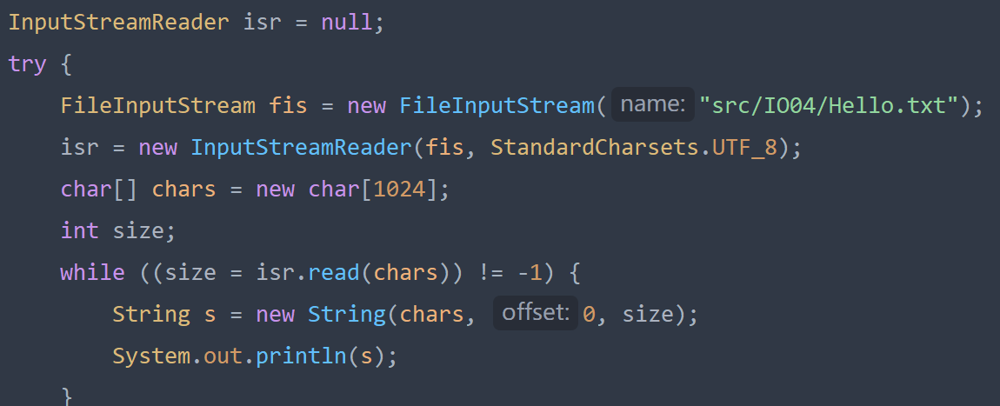 InputStreamReader isr = null;
try {
    FileInputStream fis = new FileInputStream( name: "src/IO04/Hello.txt");
    isr = new InputStreamReader(fis, StandardCharsets.UTF_8);
    char[] chars = new char[1024];
    int size;
    while ((size = isr.read(chars)) != -1) {
        String s = new String(chars, offset: 0, size);
        System.out.println(s);
    }